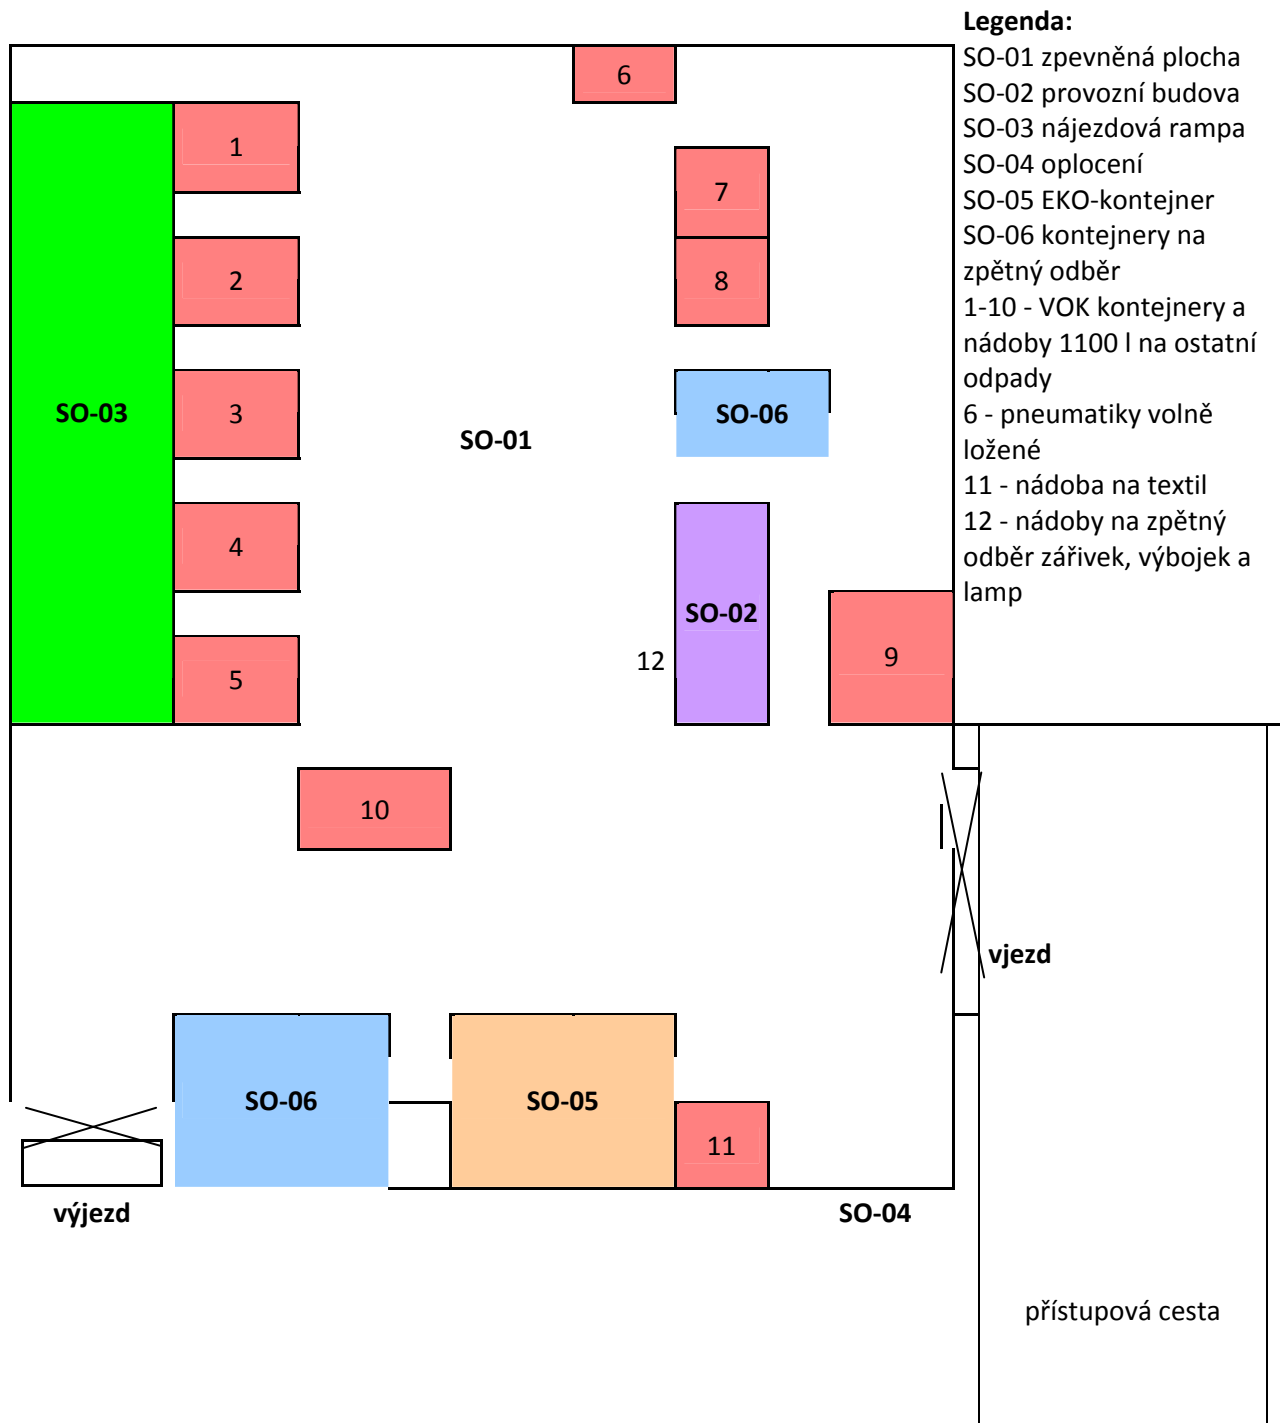 Legenda:
SO-01 zpevněná plocha
SO-02 provozní budova
SO-03 nájezdová rampa
SO-04 oplocení
SO-05 EKO-kontejner
SO-06 kontejnery na
zpětný odběr
1-10 - VOK kontejnery a
nádoby 1100 l na ostatní
odpady
6 - pneumatiky volně
ložené
11 - nádoba na textil
12 - nádoby na zpětný
odběr zářivek, výbojek a
lamp
6
1
7
2
8
SO-03
3
SO-06
SO-01
4
SO-02
12
9
5
10
vjezd
SO-06
SO-05
11
výjezd
SO-04
přístupová cesta